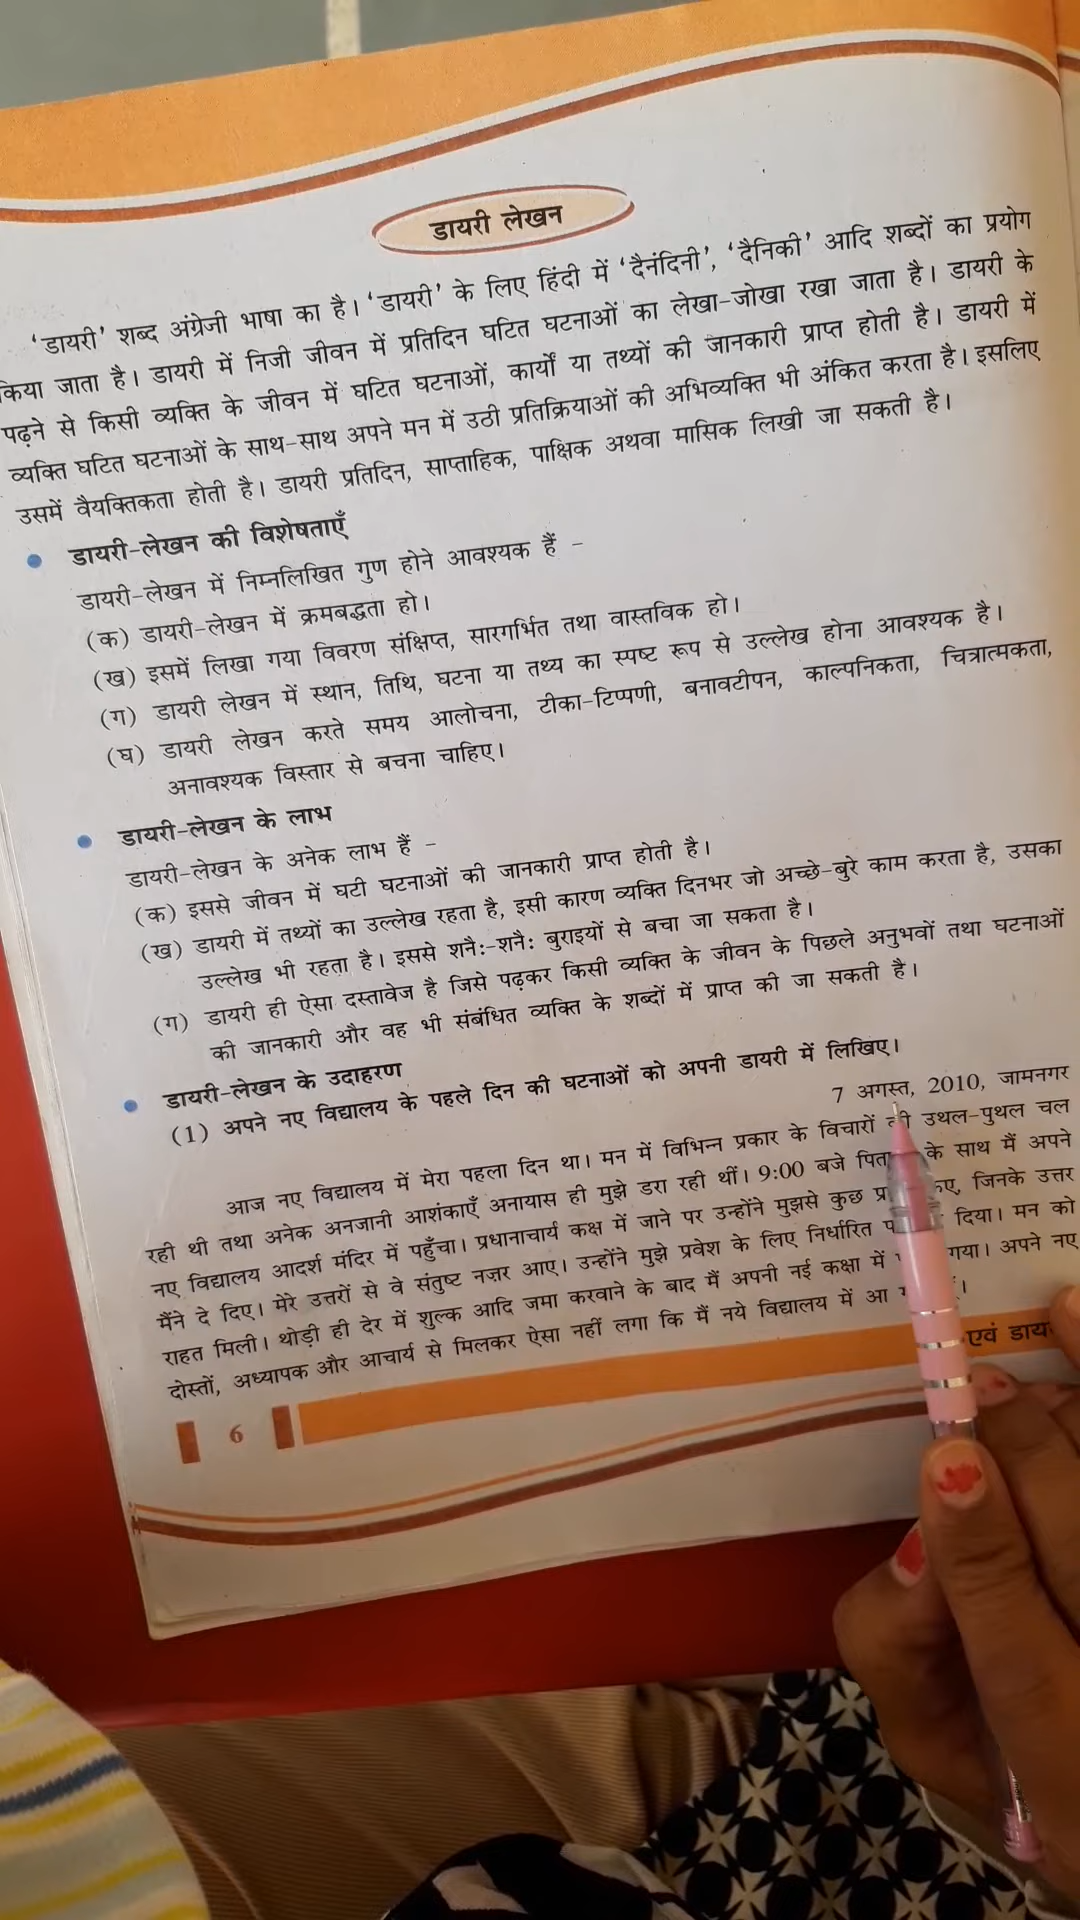 डायरी लेखन
‘डायरी’ शब्द अंग्रेजी भाषा का है। ‘डायरी’ के लिए हिंदी में ‘दैनंदिनी’, ‘दैनिकी’ आदि शब्दों का प्रयोग
किया जाता है। डायरी में निजी जीवन में प्रतिदिन घटित घटनाओं का लेखा-जोखा रखा जाता है। डायरी के
पढ़ने से किसी व्यक्ति के जीवन में घटित घटनाओं, कार्यों या तथ्यों की जानकारी प्राप्त होती है। डायरी में
व्यक्ति घटित घटनाओं के साथ-साथ अपने मन में उठी प्रतिक्रियाओं की अभिव्यक्ति भी अंकित करता है। इसलिए
उसमें वैयक्तिकता होती है। डायरी प्रतिदिन, साप्ताहिक, पाक्षिक अथवा मासिक लिखी जा सकती है।
डायरी-लेखन की विशेषताएँ
डायरी-लेखन में निम्नलिखित गुण होने आवश्यक हैं -
(क) डायरी-लेखन में क्रमबद्धता हो।
(ख) इसमें लिखा गया विवरण संक्षिप्त, सारगर्भित तथा वास्तविक हो।
(ग) डायरी लेखन में स्थान, तिथि, घटना या तथ्य का स्पष्ट रूप से उल्लेख होना आवश्यक है।
(घ) डायरी लेखन करते समय आलोचना, टीका-टिप्पणी, बनावटीपन, काल्पनिकता, चित्रात्मकता,
अनावश्यक विस्तार से बचना चाहिए।
डायरी-लेखन के लाभ
डायरी-लेखन के अनेक लाभ हैं -
(क) इससे जीवन में घटी घटनाओं की जानकारी प्राप्त होती है।
(ख) डायरी में तथ्यों का उल्लेख रहता है, इसी कारण व्यक्ति दिनभर जो अच्छे-बुरे काम करता है, उसका
उल्लेख भी रहता है। इससे शनैः-शनैः बुराइयों से बचा जा सकता है।
(ग) डायरी ही ऐसा दस्तावेज है जिसे पढ़कर किसी व्यक्ति के जीवन के पिछले अनुभवों तथा घटनाओं
की जानकारी और वह भी संबंधित व्यक्ति के शब्दों में प्राप्त की जा सकती है।
डायरी-लेखन के उदाहरण
(1) अपने नए विद्यालय के पहले दिन की घटनाओं को अपनी डायरी में लिखिए।
7 अगस्त, 2010, जामनगर
आज नए विद्यालय में मेरा पहला दिन था। मन में विभिन्न प्रकार के विचारों की उथल-पुथल चल
रही थी तथा अनेक अनजानी आशंकाएँ अनायास ही मुझे डरा रही थीं। 9:00 बजे के साथ मैं अपने
नए विद्यालय आदर्श मंदिर में पहुँचा। प्रधानाचार्य कक्ष में जाने पर उन्होंने मुझसे कुछ जिनके उत्तर
मैंने दे दिए। मेरे उत्तरों से वे संतुष्ट नज़र आए। उन्होंने मुझे प्रवेश के लिए निर्धारित दिया। मन को
राहत मिली। थोड़ी ही देर में शुल्क आदि जमा करवाने के बाद मैं अपनी नई कक्षा में गया। अपने नए
दोस्तों, अध्यापक और आचार्य से मिलकर ऐसा नहीं लगा कि मैं नये विद्यालय में आ
6
एवं